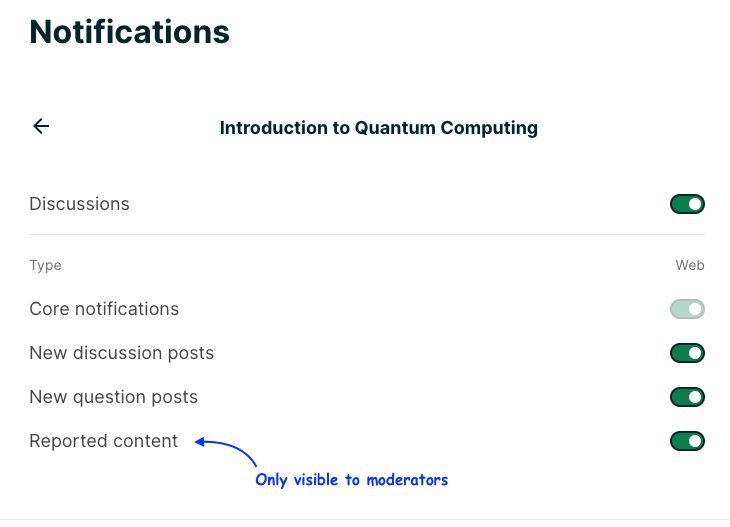 Notifications
Introduction to Quantum Computing
Discussions
Type Web
Core notifications
New discussion posts
New question posts
Reported content
Only visible to moderators